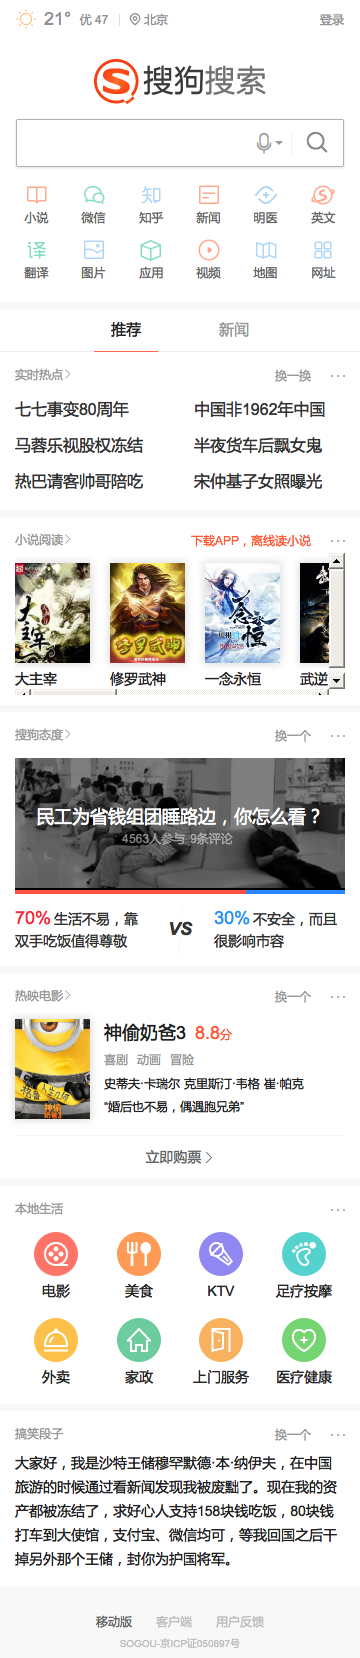 21° 优 47 北京 登录
搜狗搜索
小说 微信 知乎 新闻 明医 英文
翻译 图片 应用 视频 地图 网址
推荐 新闻
实时热点 换一换
七七事变80周年 中国非1962年中国
马蓉乐视股权冻结 半夜货车后飘女鬼
热巴请客帅哥陪吃 宋仲基子女照曝光
小说阅读 下载APP，离线读小说
大主宰 修罗武神 一念永恒 武逆
搜狗态度 换一个
民工为省钱组团睡路边，你怎么看？
4563人参与 9条评论
70% 生活不易，靠
双手吃饭值得尊敬
VS
30% 不安全，而且
很影响市容
热映电影 换一个
神偷奶爸3 8.8分
喜剧 动画 冒险
史蒂夫·卡瑞尔 克里斯汀·韦格 崔·帕克
“婚后也不易，偶遇胞兄弟”
立即购票
本地生活
电影 美食 KTV 足疗按摩
外卖 家政 上门服务 医疗健康
搞笑段子 换一个
大家好，我是沙特王储穆罕默德·本·纳伊夫，在中国
旅游的时候通过看新闻发现我被废黜了。现在我的资
产都被冻结了，求好心人支持158块钱吃饭，80块钱
打车到大使馆，支付宝、微信均可，等我回国之后干
掉另外那个王储，封你为护国将军。
移动版 客户端 用户反馈
SOGOU-京ICP证050897号